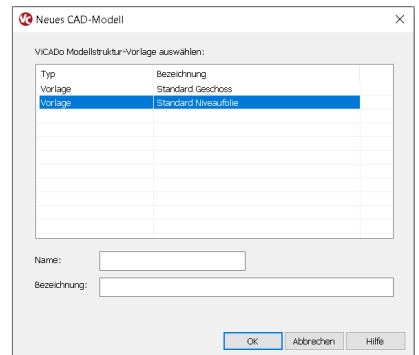 VC Neues CAD-Modell
ViCADo Modellstruktur-Vorlage auswählen:
Typ Bezeichnung
Vorlage Standard Geschoss
Vorlage Standard Niveaufolie
Name:
Bezeichnung:
OK Abbrechen Hilfe